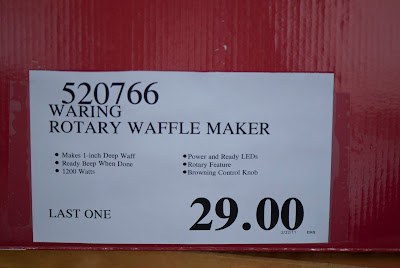 520766
WARING
ROTARY WAFFLE MAKER
• Makes 1-inch Deep Waff
• Ready Beep When Done
• 1200 Watts
• Power and Ready LEDs
• Rotary Feature
• Browning Control Knob
LAST ONE
29.00